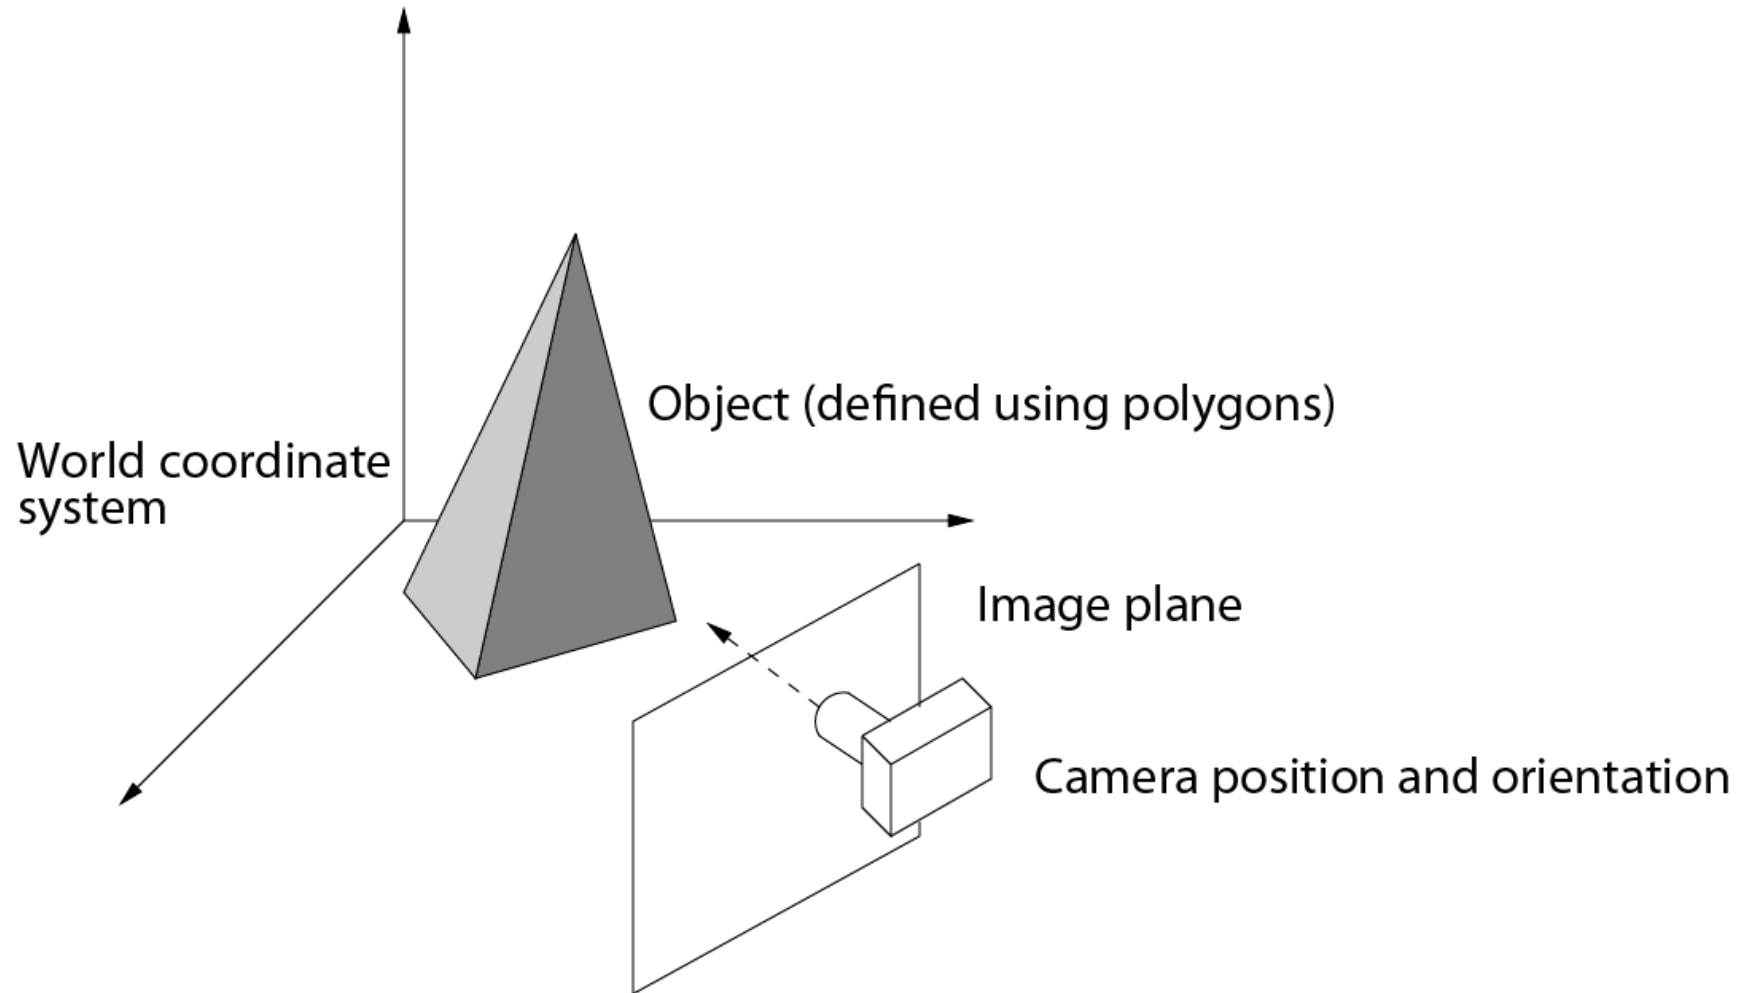 Object (defined using polygons)
World coordinate
system
Image plane
Camera position and orientation